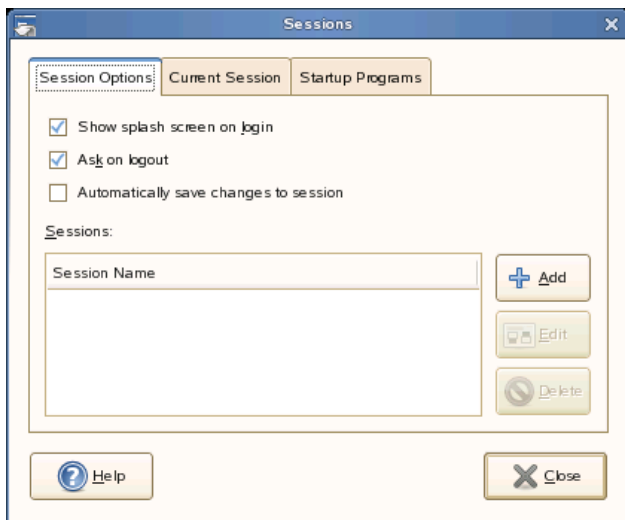 Sessions
Session Options Current Session Startup Programs
Show splash screen on login
Ask on logout
Automatically save changes to session
Sessions:
Session Name
Add
Edit
Delete
Help Close